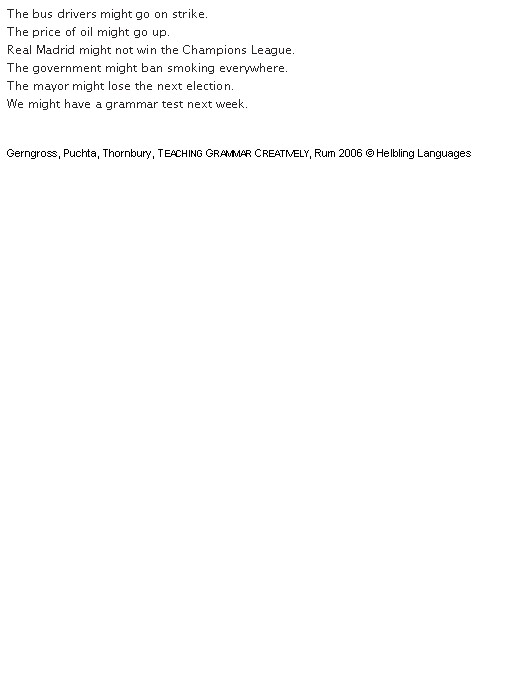 The bus drivers might go on strike.
The price of oil might go up.
Real Madrid might not win the Champions League.
The government might ban smoking everywhere.
The mayor might lose the next election.
We might have a grammar test next week.
Gerngross, Puchta, Thornbury, TEACHING GRAMMAR CREATIVELY, Rum 2006 © Helbling Languages